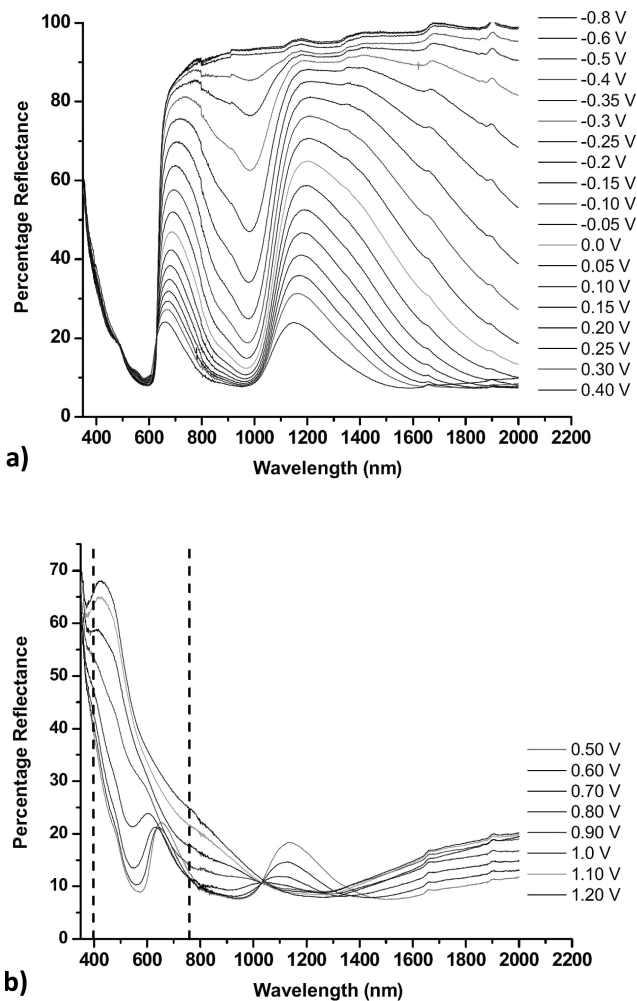 100
80
60
40
20
0
Percentage Reflectance
400 600 800 1000 1200 1400 1600 1800 2000 2200
Wavelength (nm)
-0.8 V
-0.6 V
-0.5 V
-0.4 V
-0.35 V
-0.3 V
-0.25 V
-0.2 V
-0.15 V
-0.10 V
-0.05 V
0.0 V
0.05 V
0.10 V
0.15 V
0.20 V
0.25 V
0.30 V
0.40 V
a)
70
60
50
40
30
20
10
0
Percentage Reflectance
400 600 800 1000 1200 1400 1600 1800 2000 2200
Wavelength (nm)
0.50 V
0.60 V
0.70 V
0.80 V
0.90 V
1.0 V
1.10 V
1.20 V
b)